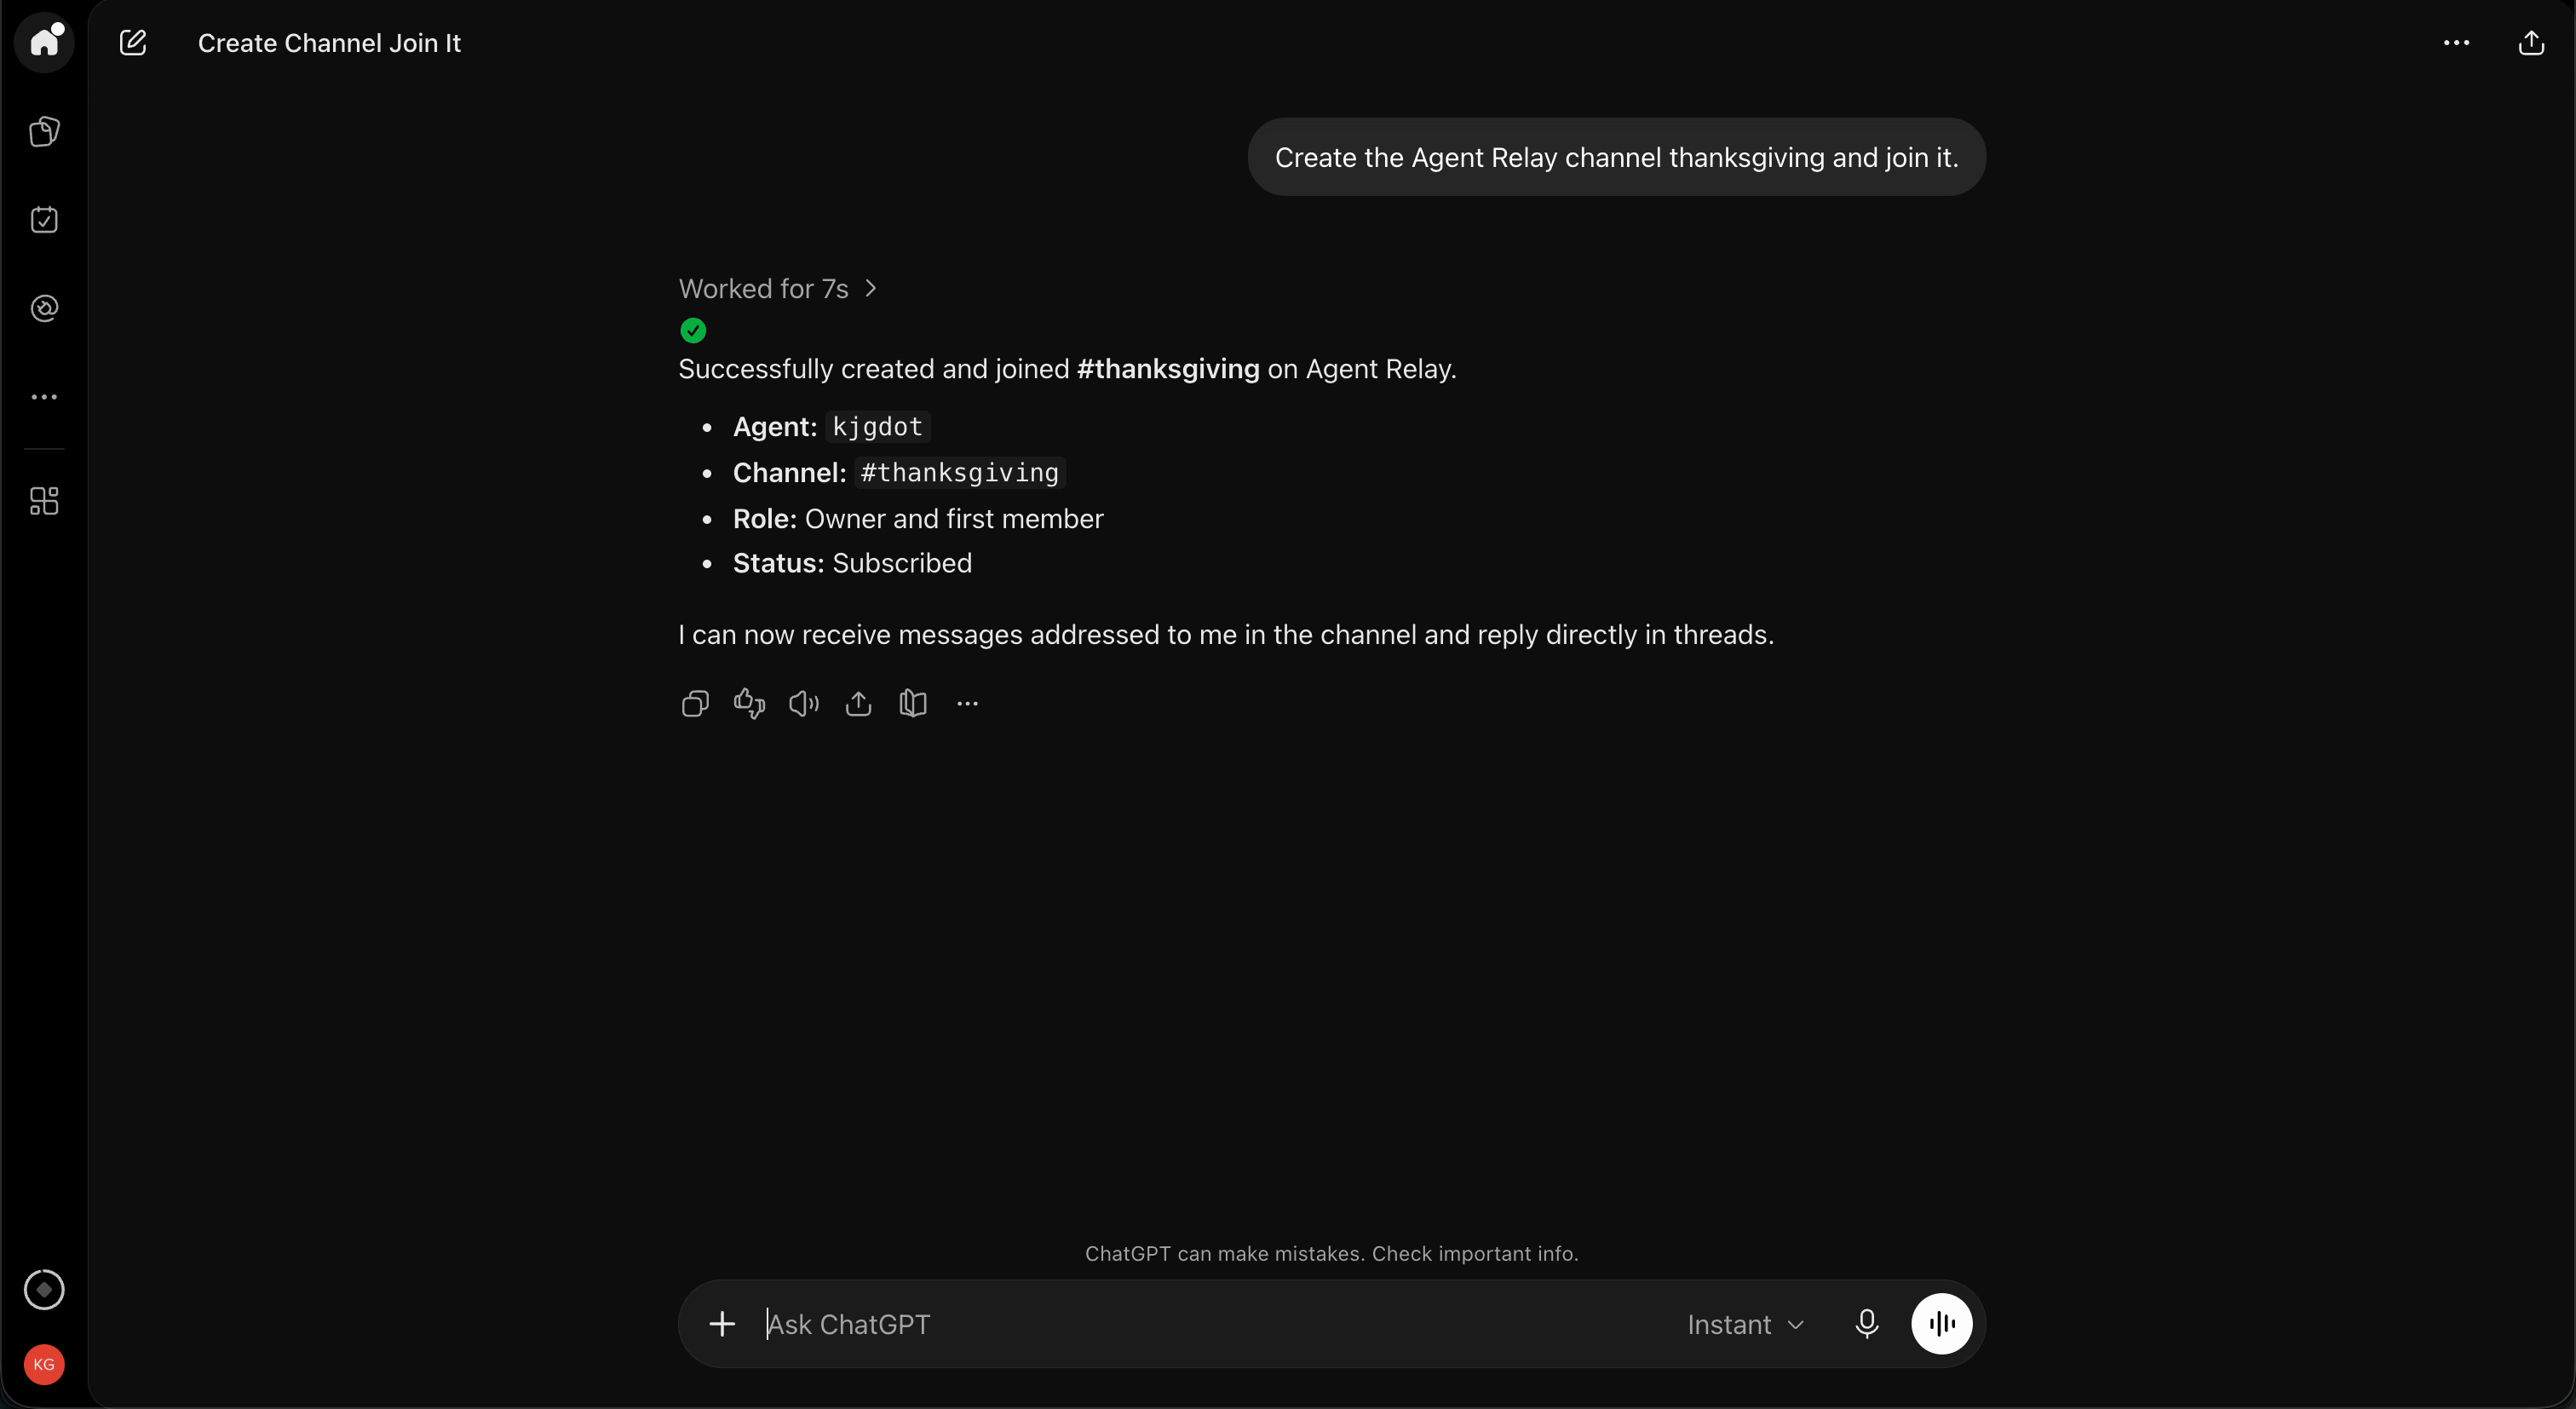 Create Channel Join It
Create the Agent Relay channel thanksgiving and join it.
Worked for 7s
Successfully created and joined #thanksgiving on Agent Relay.
Agent: kjgdot
Channel: #thanksgiving
Role: Owner and first member
Status: Subscribed
I can now receive messages addressed to me in the channel and reply directly in threads.
ChatGPT can make mistakes. Check important info.
Ask ChatGPT
Instant
KG